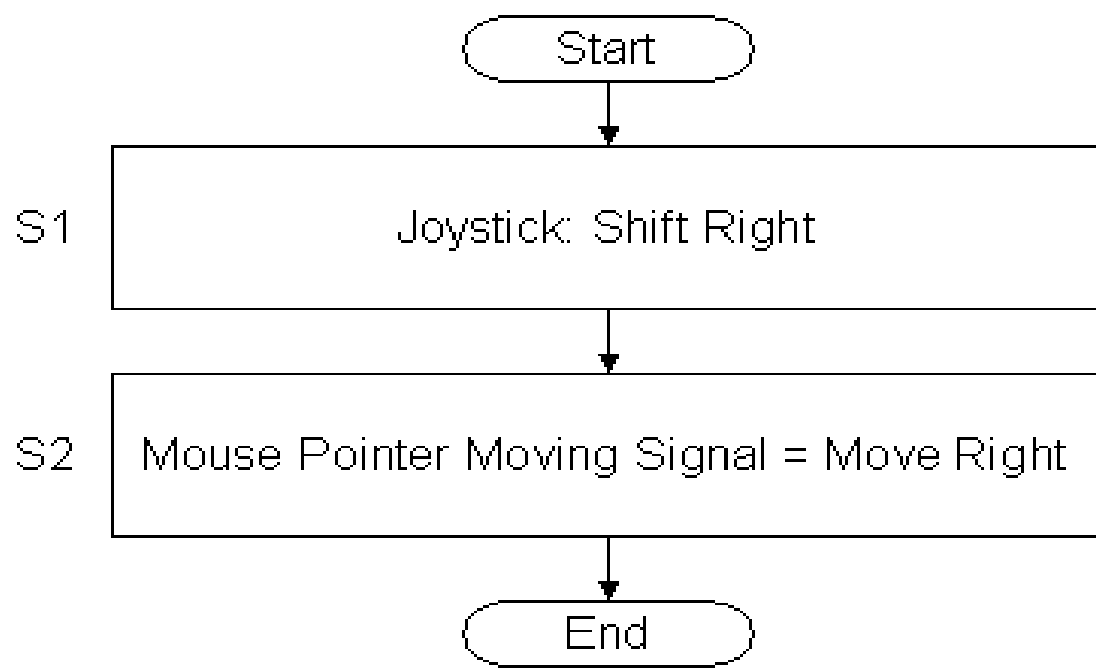 Start
S1
Joystick: Shift Right
S2
Mouse Pointer Moving Signal = Move Right
End